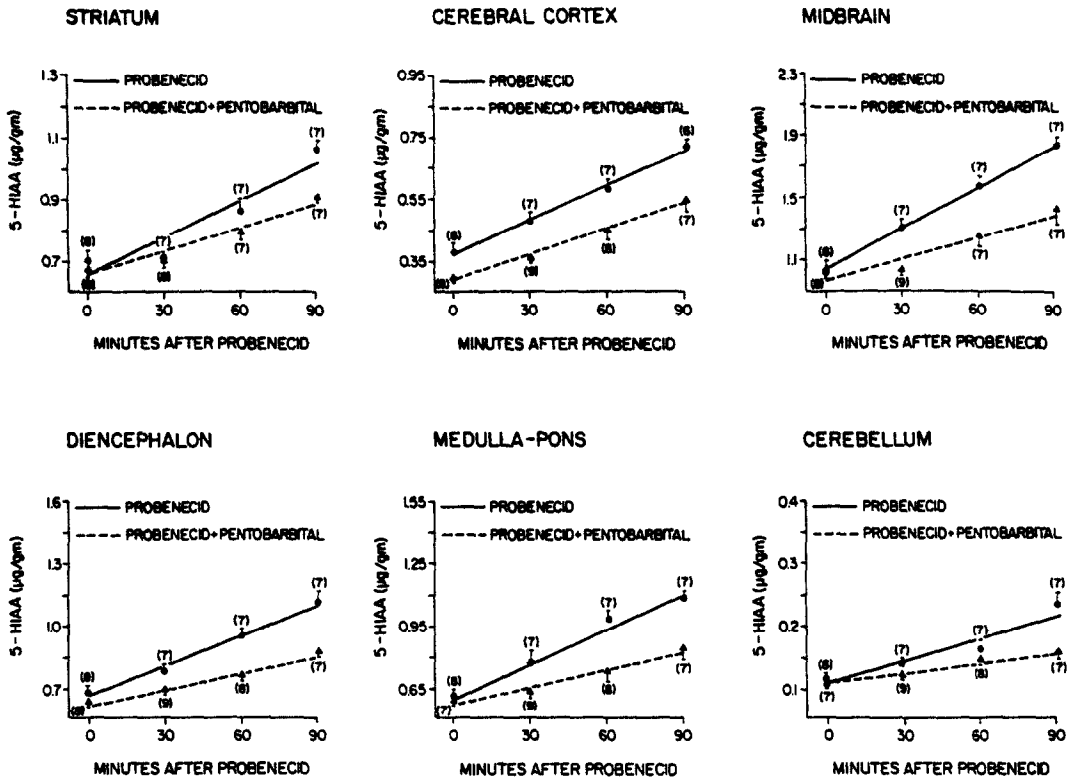 STRIATUM
5-HIAA (µg/gm)
1.3
1.1
0.9
0.7
PROBENECID
PROBENECID+PENTOBARBITAL
(8)
(7)
(8)
(7)
(7)
(7)
(7)
0 30 60 90
MINUTES AFTER PROBENECID
CEREBRAL CORTEX
5-HIAA (µg/gm)
0.95
0.75
0.55
0.35
PROBENECID
PROBENECID+PENTOBARBITAL
(8)
(7)
(9)
(7)
(8)
(7)
0 30 60 90
MINUTES AFTER PROBENECID
MIDBRAIN
5-HIAA (µg/gm)
2.3
1.9
1.5
1.1
PROBENECID
PROBENECID+PENTOBARBITAL
(8)
(7)
(9)
(7)
(7)
(7)
(7)
0 30 60 90
MINUTES AFTER PROBENECID
DIENCEPHALON
5-HIAA (µg/gm)
1.6
1.3
1.0
0.7
PROBENECID
PROBENECID+PENTOBARBITAL
(8)
(7)
(9)
(7)
(8)
(7)
(7)
0 30 60 90
MINUTES AFTER PROBENECID
MEDULLA-PONS
5-HIAA (µg/gm)
1.55
1.25
0.95
0.65
PROBENECID
PROBENECID+PENTOBARBITAL
(8)
(7)
(7)
(9)
(7)
(8)
(7)
(7)
0 30 60 90
MINUTES AFTER PROBENECID
CEREBELLUM
5-HIAA (µg/gm)
0.4
0.3
0.2
0.1
PROBENECID
PROBENECID+PENTOBARBITAL
(8)
(7)
(7)
(9)
(7)
(8)
(7)
(7)
0 30 60 90
MINUTES AFTER PROBENECID